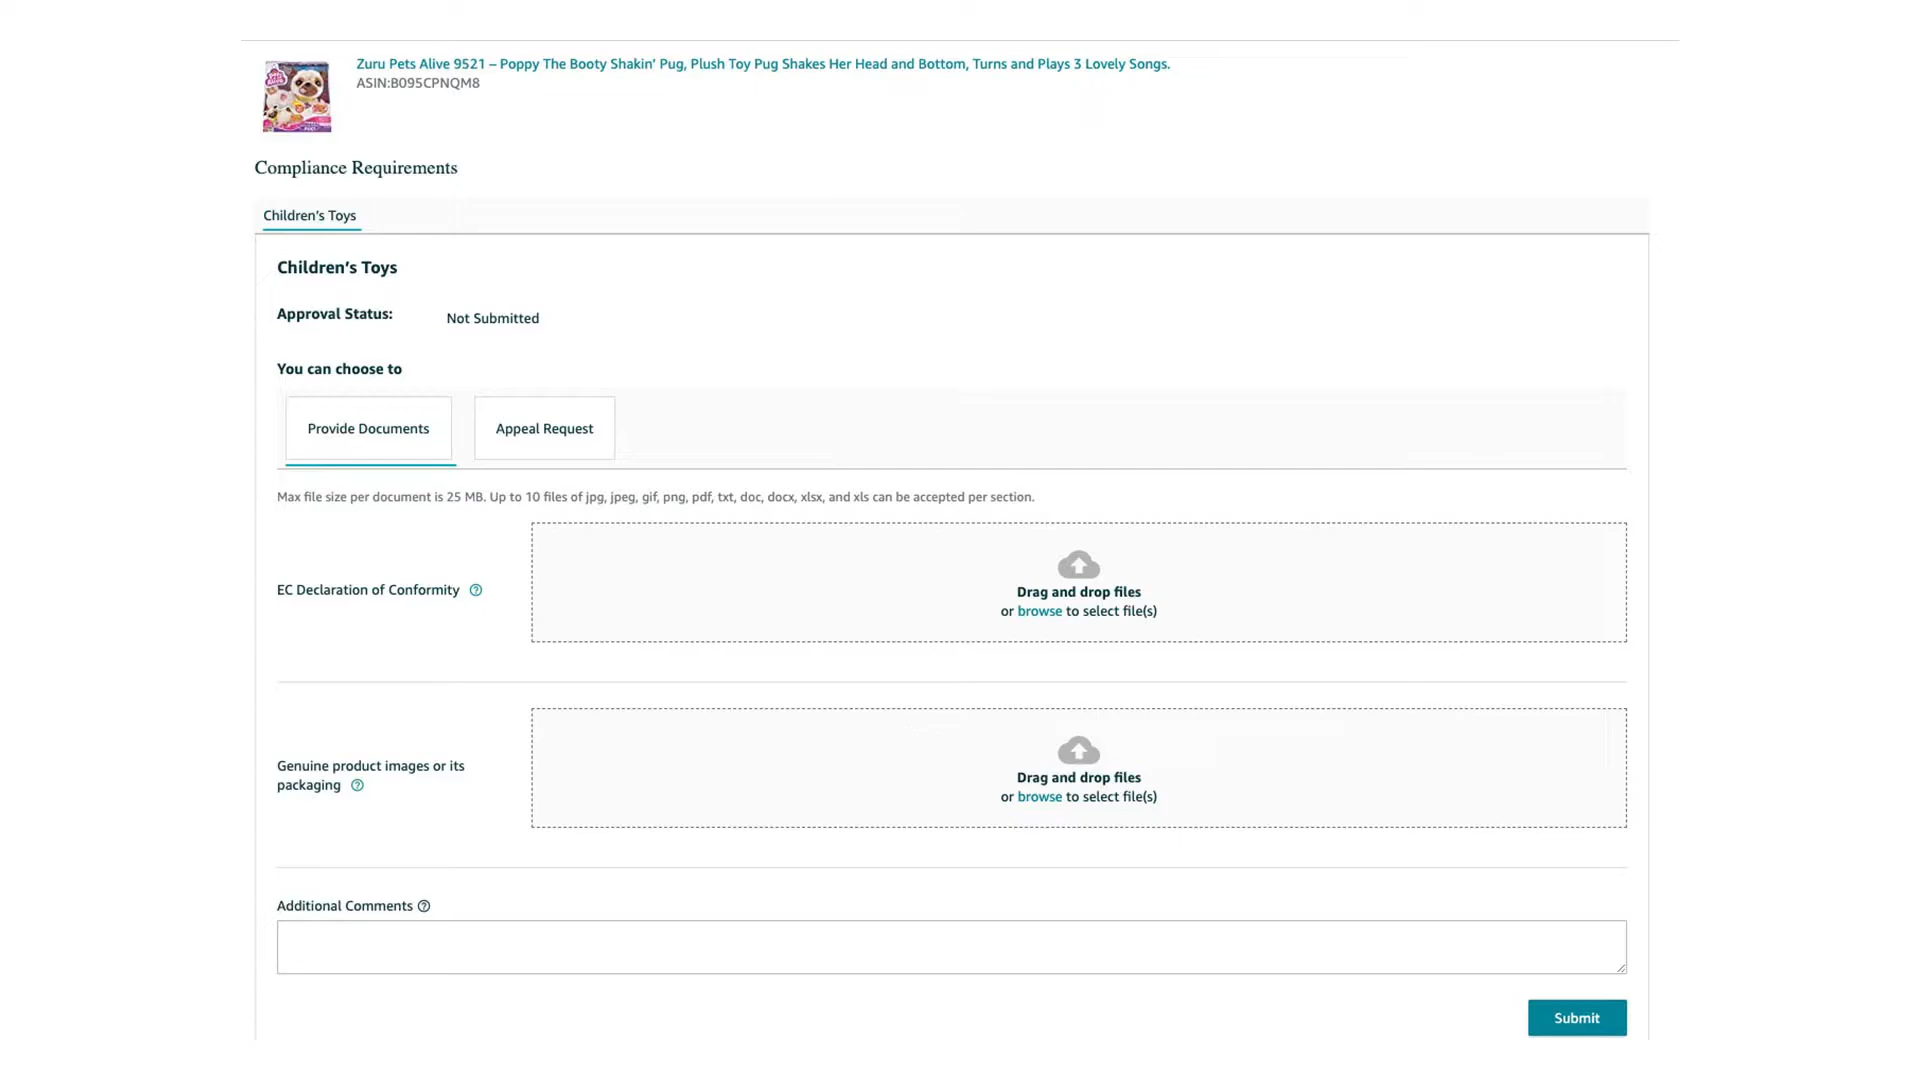 Zuru Pets Alive 9521 – Poppy The Booty Shakin’ Pug, Plush Toy Pug Shakes Her Head and Bottom, Turns and Plays 3 Lovely Songs.
ASIN:B095CPNQM8
Compliance Requirements
Children’s Toys
Children’s Toys
Approval Status:
Not Submitted
You can choose to
Provide Documents
Appeal Request
Max file size per document is 25 MB. Up to 10 files of jpg, jpeg, gif, png, pdf, txt, doc, docx, xlsx, and xls can be accepted per section.
EC Declaration of Conformity
Drag and drop files
or browse to select file(s)
Genuine product images or its
packaging
Drag and drop files
or browse to select file(s)
Additional Comments
Submit